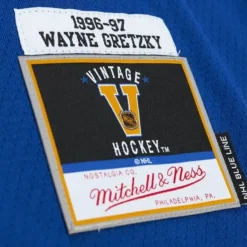 1996-97
WAYNE GRETZKY
VINTAGE
V
HOCKEY™
© NHL
NOSTALGIA CO.
Mitchell & Ness
PHILADELPHIA, PA.
NHL BLUE LINE